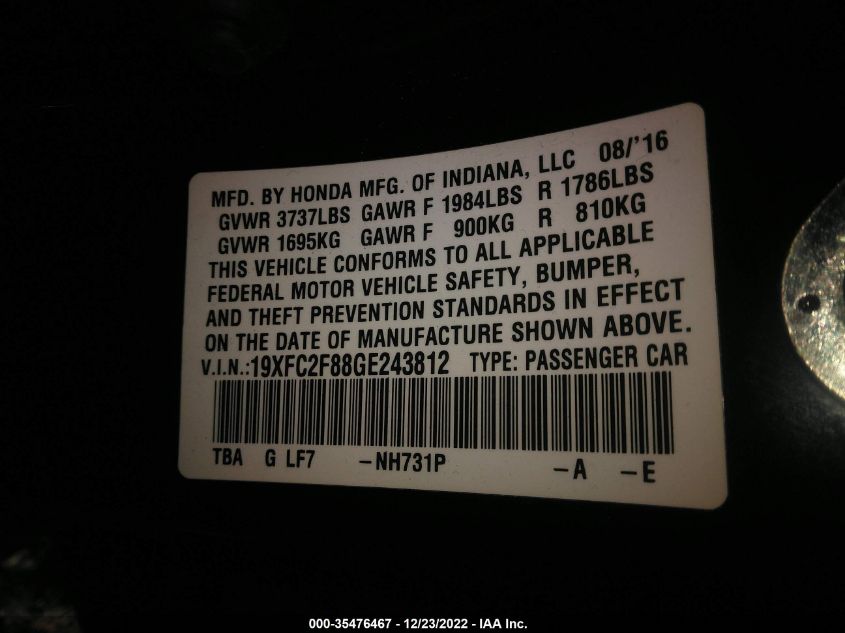 MFD. BY HONDA MFG. OF INDIANA, LLC 08/'16
GVWR 3737LBS GAWR F 1984LBS R 1786LBS
GVWR 1695KG GAWR F 900KG R 810KG
THIS VEHICLE CONFORMS TO ALL APPLICABLE
FEDERAL MOTOR VEHICLE SAFETY, BUMPER,
AND THEFT PREVENTION STANDARDS IN EFFECT
ON THE DATE OF MANUFACTURE SHOWN ABOVE.
V.I.N.:19XFC2F88GE243812 TYPE: PASSENGER CAR
TBA G LF7 -NH731P -A -E
000-35476467 - 12/23/2022 - IAA Inc.